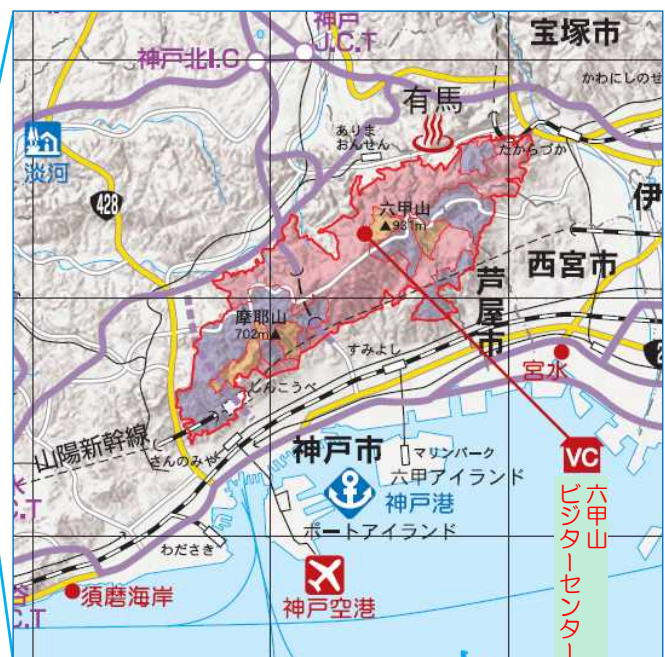 神戸
J.C.T
宝塚市
神戸北I.C
かわにしのせ
有馬
ありま
おんせん
たからづか
淡河
428
六甲山
▲931m
伊
西宮市
芦屋市
摩耶山
702m▲
すみよし
宮水
しんこうべ
山陽新幹線
神戸市
さんのみや
マリンパーク
六甲アイランド
VC
神戸港
六甲山
ビジターセンター
ポートアイランド
わださき
須磨海岸
神戸空港
C.T